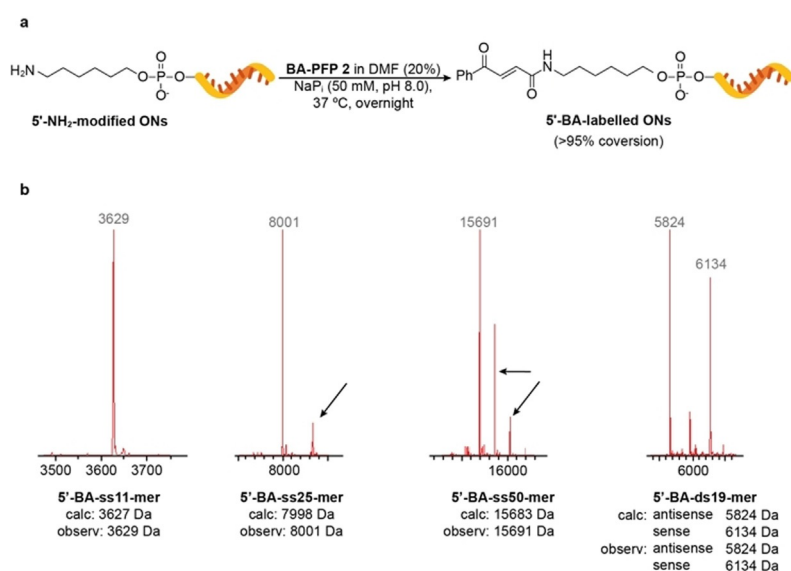 a
H₂N
O
O
P
O
O⁻
5'-NH₂-modified ONs
BA-PFP 2 in DMF (20%)
NaPᵢ (50 mM, pH 8.0),
37 ºC, overnight
O
Ph
O
H
N
O
O
P
O
O⁻
5'-BA-labelled ONs
(>95% coversion)
b
3629
3500 3600 3700
5'-BA-ss11-mer
calc: 3627 Da
observ: 3629 Da
8001
8000
5'-BA-ss25-mer
calc: 7998 Da
observ: 8001 Da
15691
16000
5'-BA-ss50-mer
calc: 15683 Da
observ: 15691 Da
5824
6134
6000
5'-BA-ds19-mer
calc: antisense 5824 Da
sense 6134 Da
observ: antisense 5824 Da
sense 6134 Da